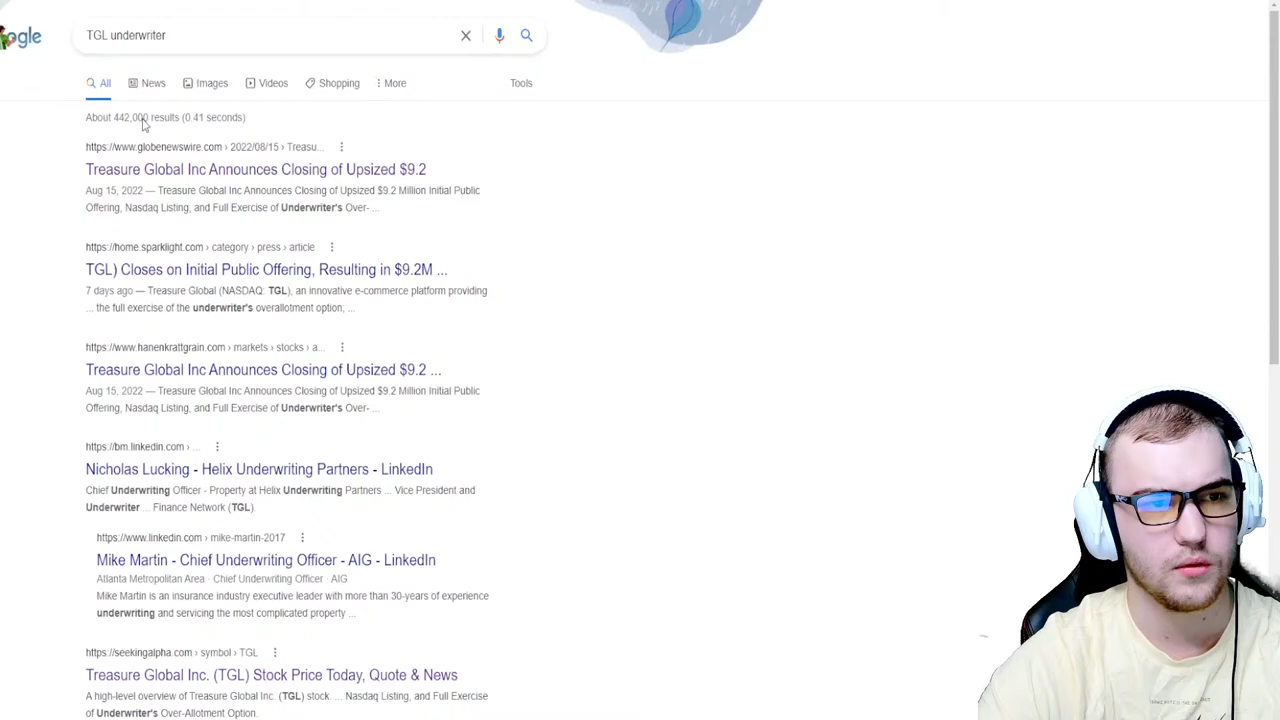 ogle
TGL underwriter
All
News
Images
Videos
Shopping
More
Tools
About 442,000 results (0.41 seconds)
https://www.globenewswire.com › 2022/08/15 › Treasu...
Treasure Global Inc Announces Closing of Upsized $9.2
Aug 15, 2022 — Treasure Global Inc Announces Closing of Upsized $9.2 Million Initial Public
Offering, Nasdaq Listing, and Full Exercise of Underwriter's Over- ...
https://home.sparklight.com › category › press › article
TGL) Closes on Initial Public Offering, Resulting in $9.2M ...
7 days ago — Treasure Global (NASDAQ: TGL), an innovative e-commerce platform providing
... the full exercise of the underwriter's overallotment option; ...
https://www.hanenkrattgrain.com › markets › stocks › a...
Treasure Global Inc Announces Closing of Upsized $9.2 ...
Aug 15, 2022 — Treasure Global Inc Announces Closing of Upsized $9.2 Million Initial Public
Offering, Nasdaq Listing, and Full Exercise of Underwriter's Over- ...
https://bm.linkedin.com › ...
Nicholas Lucking - Helix Underwriting Partners - LinkedIn
Chief Underwriting Officer - Property at Helix Underwriting Partners ... Vice President and
Underwriter ... Finance Network (TGL).
https://www.linkedin.com › mike-martin-2017
Mike Martin - Chief Underwriting Officer - AIG - LinkedIn
Atlanta Metropolitan Area · Chief Underwriting Officer · AIG
Mike Martin is an insurance industry executive leader with more than 30-years of experience
underwriting and servicing the most complicated property ...
https://seekingalpha.com › symbol › TGL
Treasure Global Inc. (TGL) Stock Price Today, Quote & News
A high-level overview of Treasure Global Inc. (TGL) stock. ... Nasdaq Listing, and Full Exercise
of Underwriter's Over-Allotment Option.